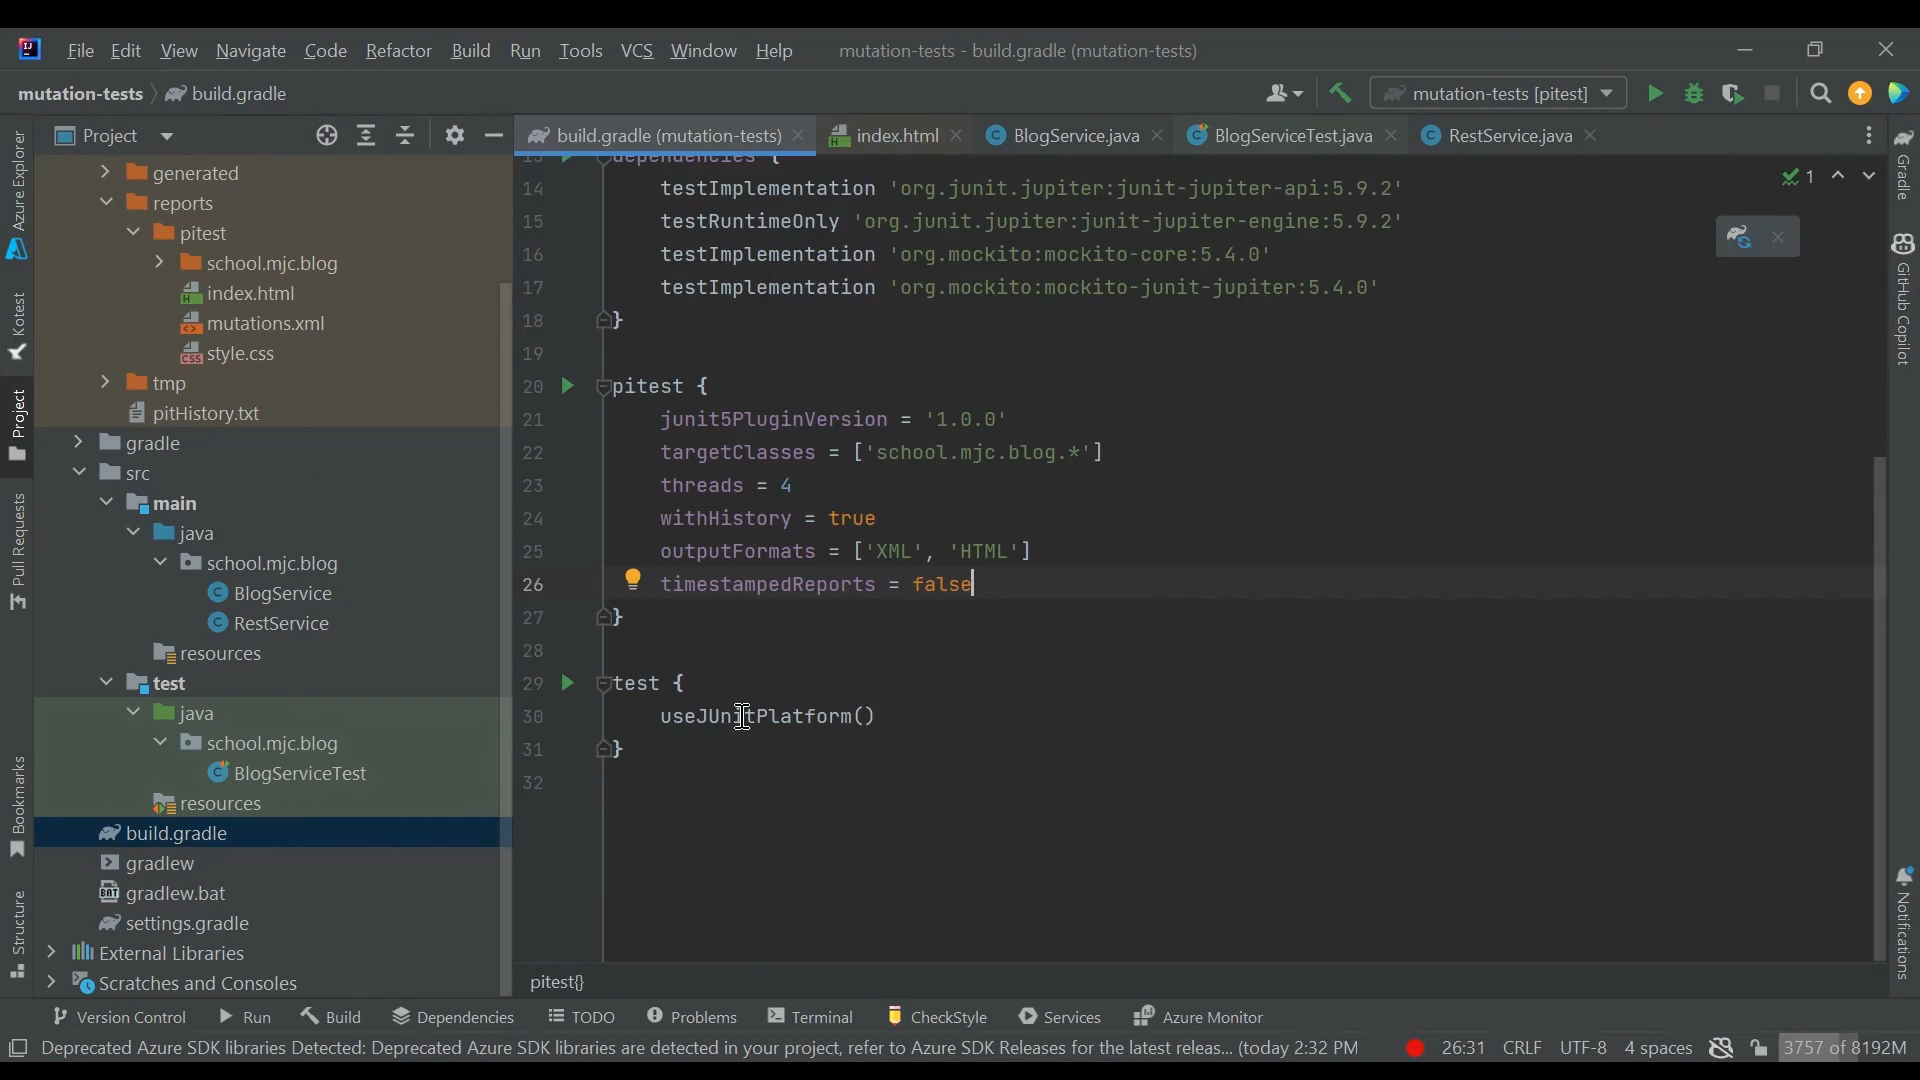 File Edit View Navigate Code Refactor Build Run Tools VCS Window Help mutation-tests - build.gradle (mutation-tests)
mutation-tests build.gradle mutation-tests [pitest]
Project build.gradle (mutation-tests) index.html BlogService.java BlogServiceTest.java RestService.java
Azure Explorer
Kotest
Project
Pull Requests
Bookmarks
Structure
generated
reports
pitest
school.mjc.blog
index.html
mutations.xml
style.css
tmp
pitHistory.txt
gradle
src
main
java
school.mjc.blog
BlogService
RestService
resources
test
java
school.mjc.blog
BlogServiceTest
resources
build.gradle
gradlew
gradlew.bat
settings.gradle
External Libraries
Scratches and Consoles
13 dependencies {
14 testImplementation 'org.junit.jupiter:junit-jupiter-api:5.9.2'
15 testRuntimeOnly 'org.junit.jupiter:junit-jupiter-engine:5.9.2'
16 testImplementation 'org.mockito:mockito-core:5.4.0'
17 testImplementation 'org.mockito:mockito-junit-jupiter:5.4.0'
18 }
19
20 pitest {
21 junit5PluginVersion = '1.0.0'
22 targetClasses = ['school.mjc.blog.*']
23 threads = 4
24 withHistory = true
25 outputFormats = ['XML', 'HTML']
26 timestampedReports = false
27 }
28
29 test {
30 useJUnitPlatform()
31 }
32
1
Gradle
GitHub Copilot
Notifications
pitest{}
Version Control Run Build Dependencies TODO Problems Terminal CheckStyle Services Azure Monitor
Deprecated Azure SDK libraries Detected: Deprecated Azure SDK libraries are detected in your project, refer to Azure SDK Releases for the latest releas... (today 2:32 PM 26:31 CRLF UTF-8 4 spaces 3757 of 8192M